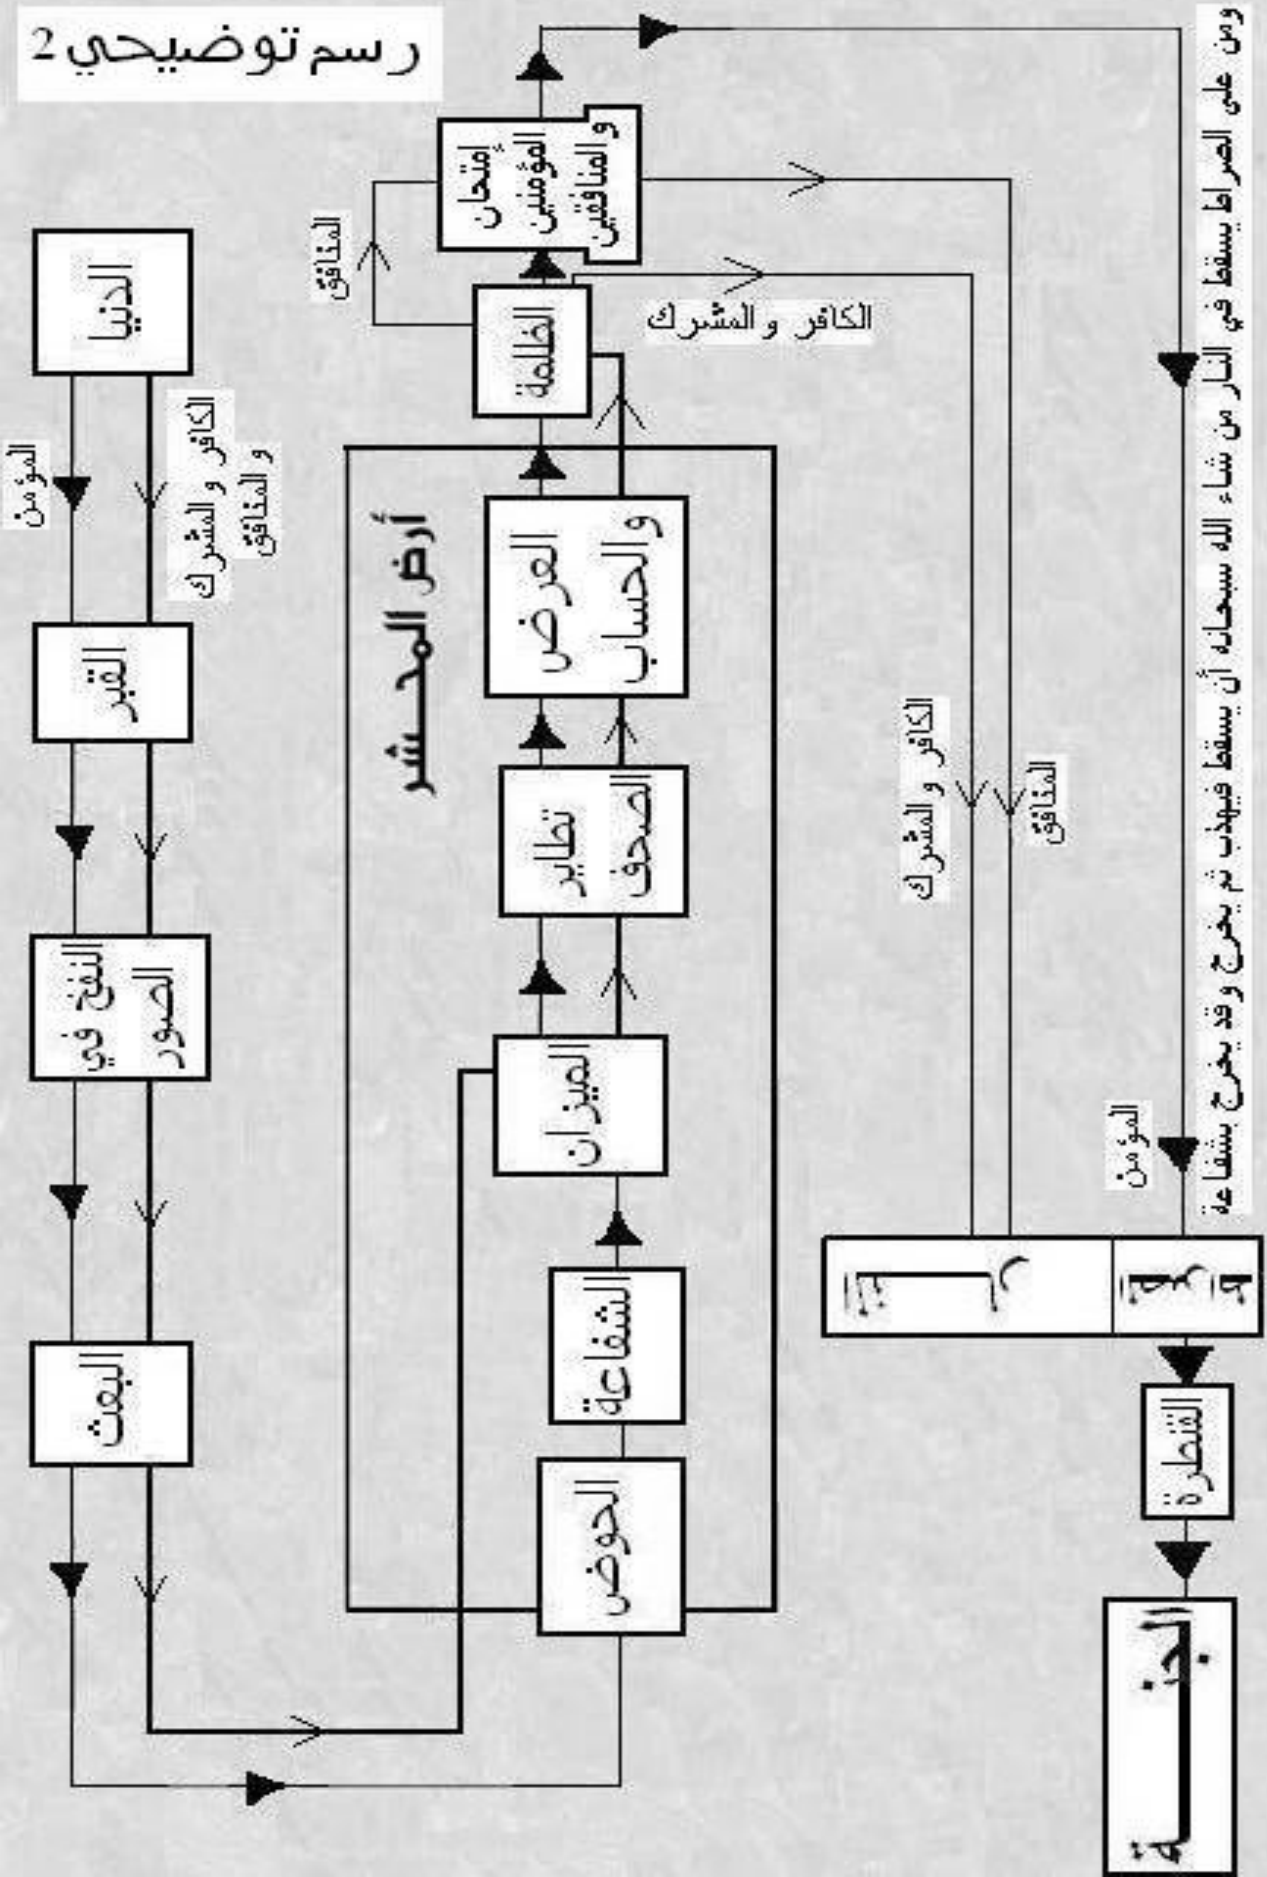 رسم توضيحي 2
الدنيا
المؤمن
الكافر و المشرك
و المنافق
القبر
النفخ في
الصور
البعث
أرض المحشر
الحوض
الشفاعة
الميزان
تطاير
الصحف
العرض
والحساب
الظلمة
المنافق
الكافر و المشرك
إمتحان
المؤمنين
و المنافقين
الكافر و المشرك
المنافق
المؤمن
ومن على الصراط يسقط في النار من شاء الله سبحانه أن يسقط فيهذب ثم يخرج وقد يخرج بشفاعة
القنطرة
الجنــة